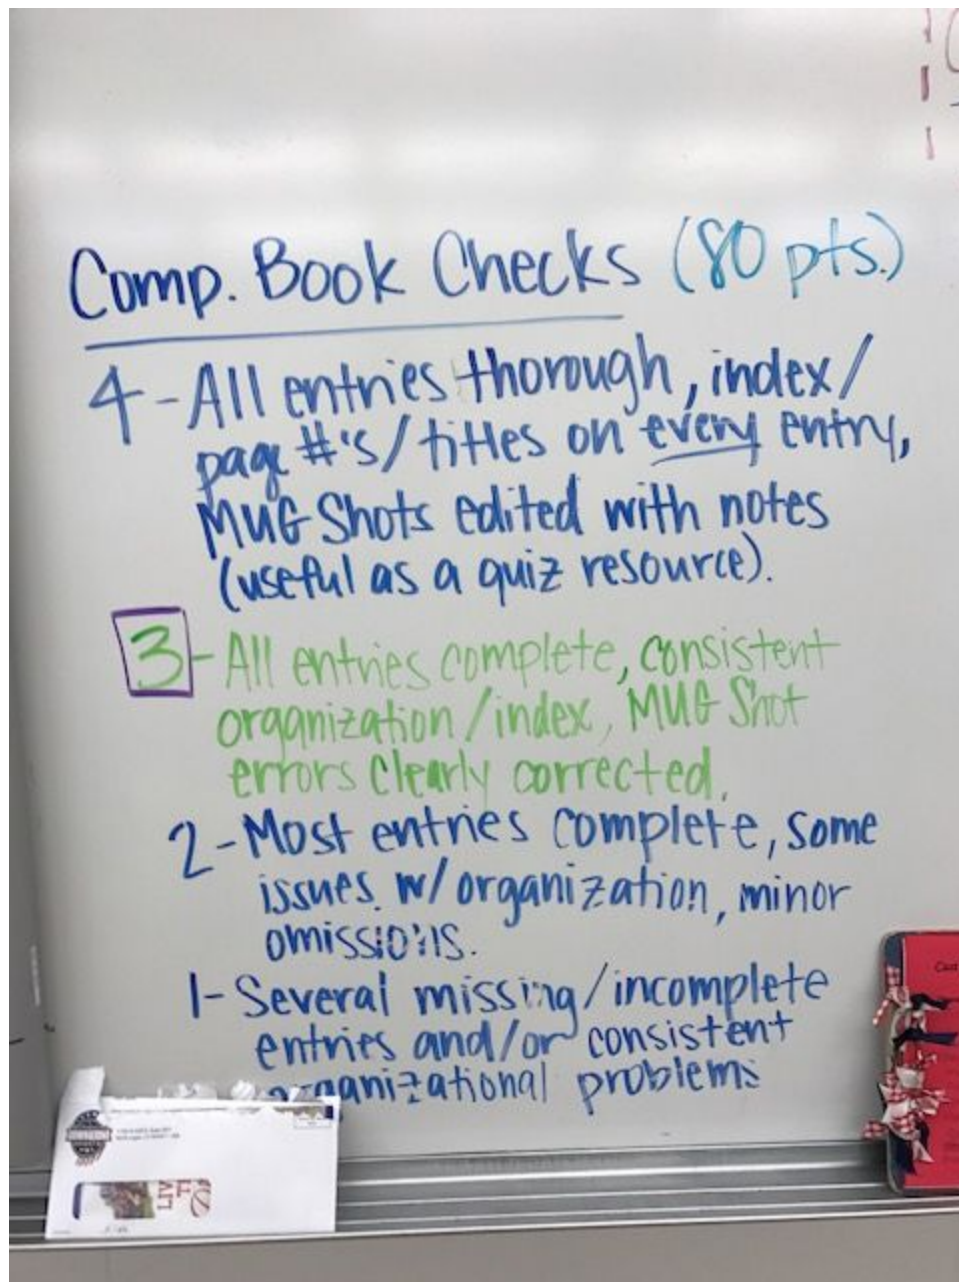 Comp. Book Checks (80 pts.)
4 - All entries thorough, index/
page #'s/titles on every entry,
MUG Shots edited with notes
(useful as a quiz resource).
3 - All entries complete, consistent
organization/index, MUG Shot
errors clearly corrected.
2 - Most entries complete, some
issues w/organization, minor
omissions.
1 - Several missing/incomplete
entries and/or consistent
organizational problems
LIV